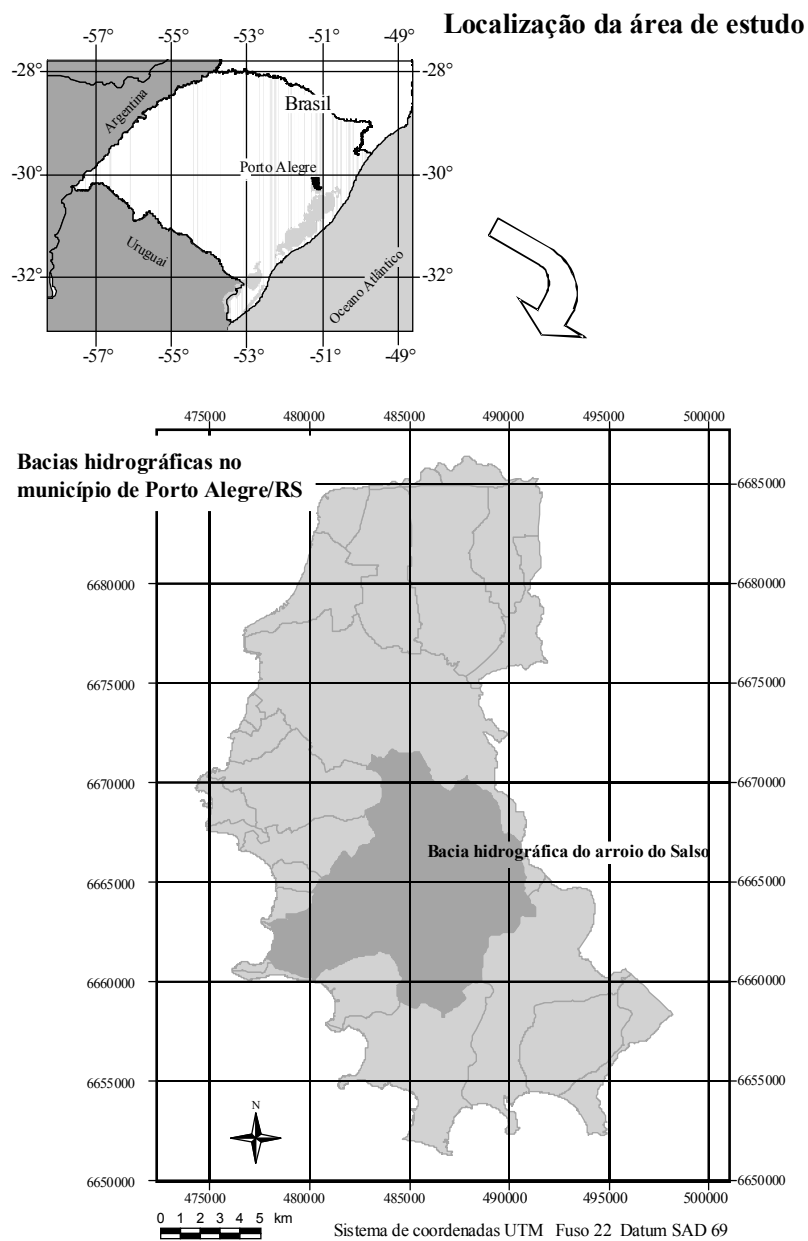 Localização da área de estudo
-57° -55° -53° -51° -49°
-28° -28°
Brasil
Argentina
Porto Alegre
-30° -30°
Uruguai
Oceano Atlântico
-32° -32°
-57° -55° -53° -51° -49°
475000 480000 485000 490000 495000 500000
Bacias hidrográficas no
município de Porto Alegre/RS
6685000
6680000 6680000
6675000 6675000
6670000 6670000
Bacia hidrográfica do arroio do Salso
6665000 6665000
6660000 6660000
6655000 6655000
N
6650000 6650000
475000 480000 485000 490000 495000 500000
0 1 2 3 4 5 km
Sistema de coordenadas UTM Fuso 22 Datum SAD 69